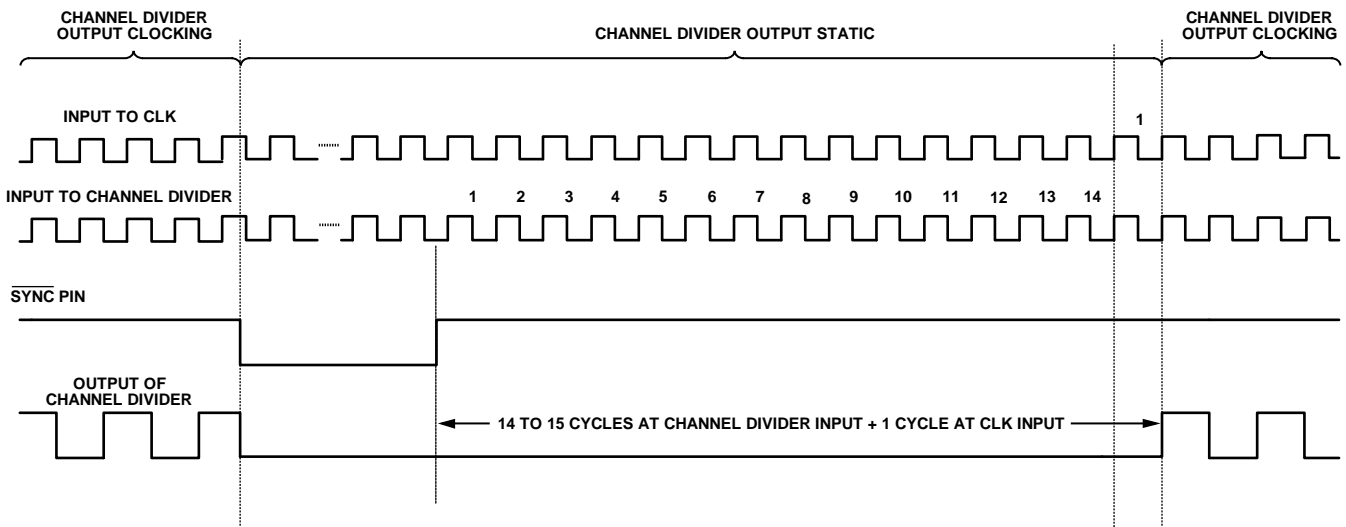 CHANNEL DIVIDER
OUTPUT CLOCKING
CHANNEL DIVIDER OUTPUT STATIC
CHANNEL DIVIDER
OUTPUT CLOCKING
INPUT TO CLK
1
INPUT TO CHANNEL DIVIDER
1 2 3 4 5 6 7 8 9 10 11 12 13 14
SYNC PIN
OUTPUT OF
CHANNEL DIVIDER
14 TO 15 CYCLES AT CHANNEL DIVIDER INPUT + 1 CYCLE AT CLK INPUT